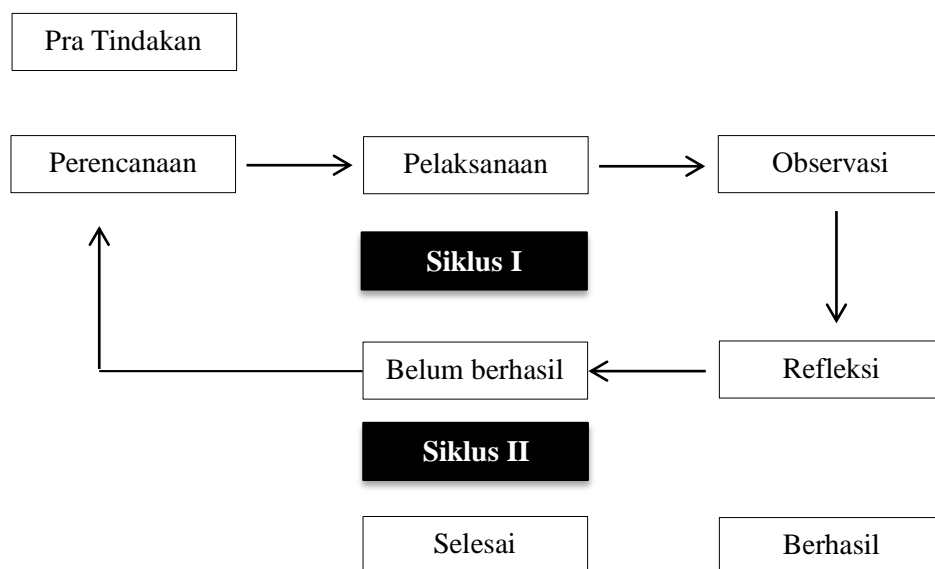 Pra Tindakan
Perencanaan
Pelaksanaan
Observasi
Siklus I
Belum berhasil
Refleksi
Siklus II
Selesai
Berhasil